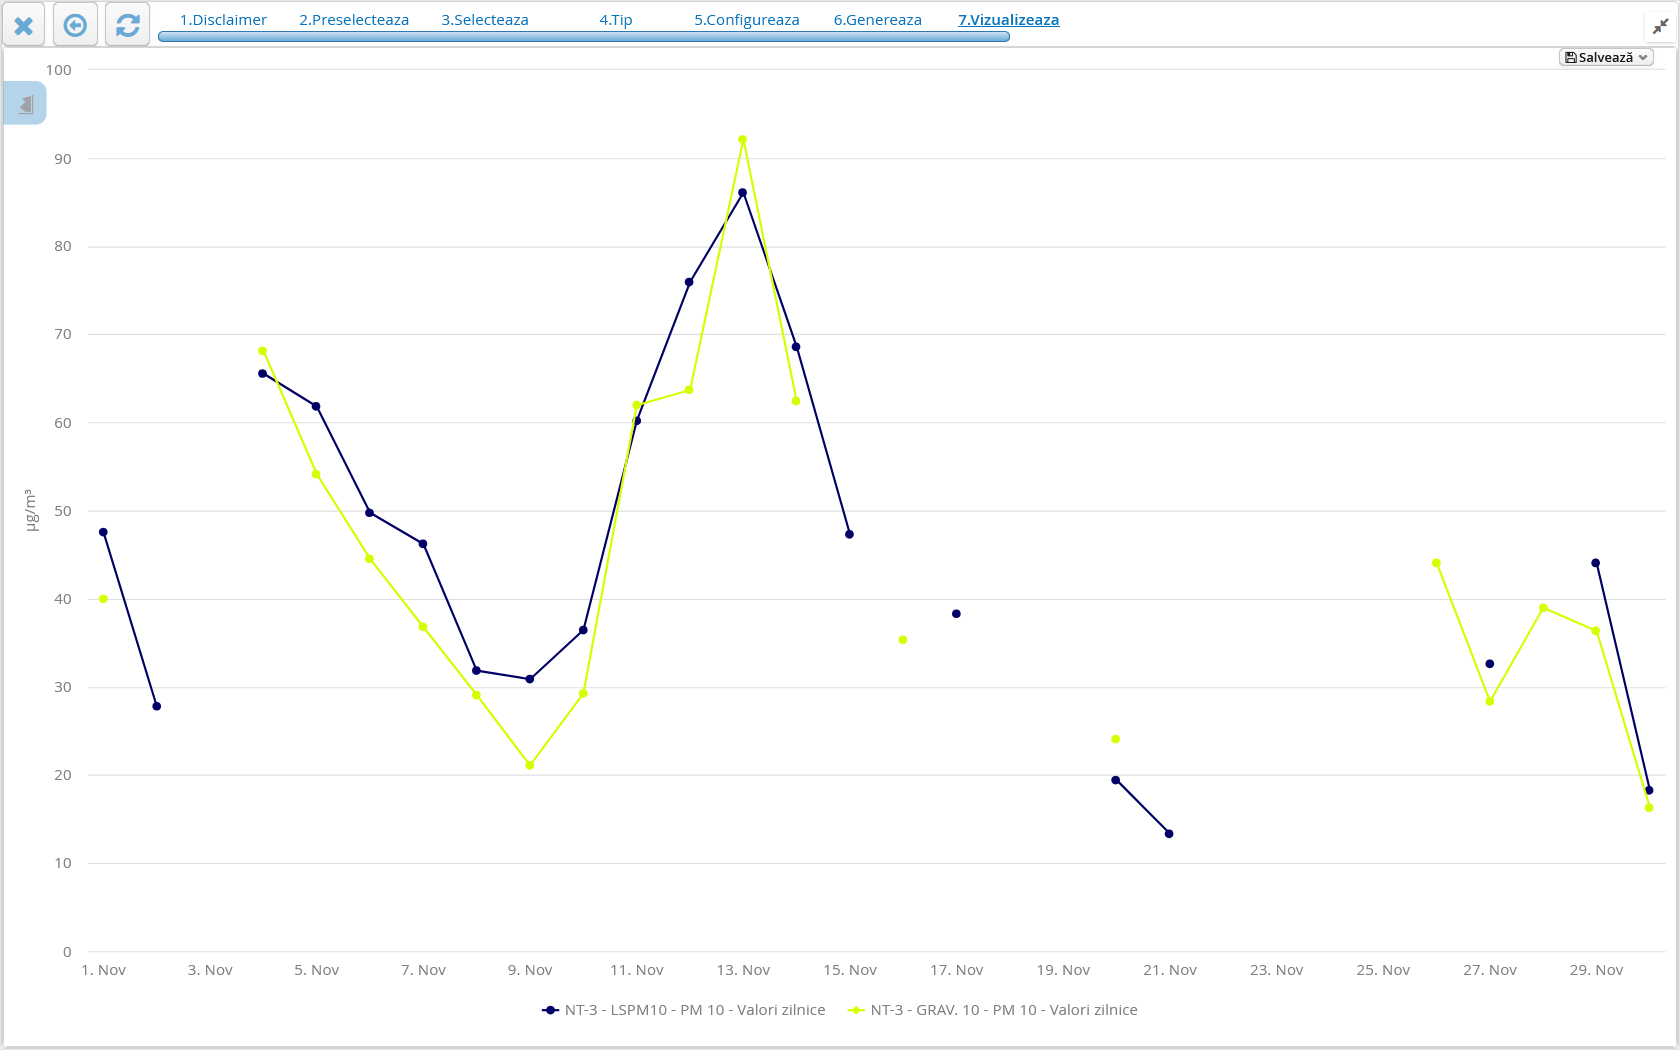 1.Disclaimer 2.Preselecteaza 3.Selecteaza 4.Tip 5.Configureaza 6.Genereaza 7.Vizualizeaza
Salvează
100
90
80
70
60
50
40
30
20
10
0
µg/m³
1. Nov 3. Nov 5. Nov 7. Nov 9. Nov 11. Nov 13. Nov 15. Nov 17. Nov 19. Nov 21. Nov 23. Nov 25. Nov 27. Nov 29. Nov
NT-3 - LSPM10 - PM 10 - Valori zilnice NT-3 - GRAV. 10 - PM 10 - Valori zilnice